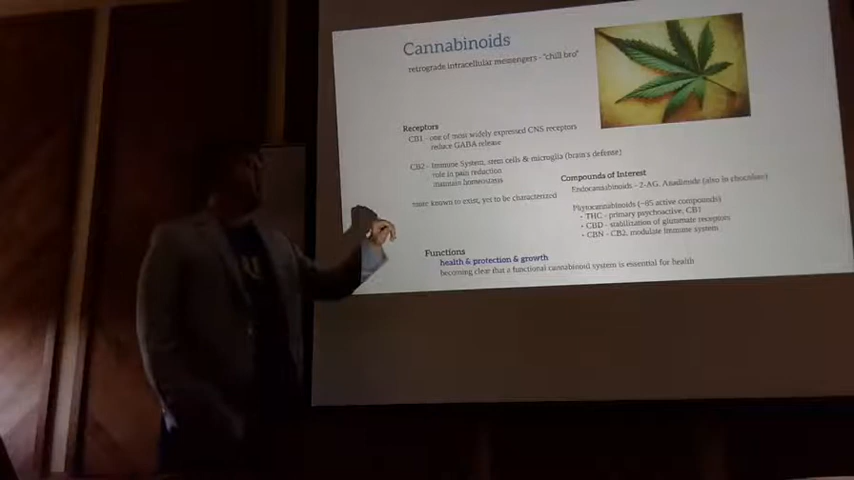 Cannabinoids
retrograde intracellular messengers - "chill bro"
Receptors
CB1 - one of most widely expressed CNS receptors
reduce GABA release
CB2 - Immune System, stem cells & microglia (brain's defense)
role in pain reduction
maintain homeostasis
more known to exist, yet to be characterized
Compounds of Interest
Endocannabinoids - 2-AG, Anadimide (also in chocolate)
Phytocannabinoids (~85 active compounds)
- THC - primary psychoactive, CB1
- CBD - stabilization of glutamate receptors
- CBN - CB2, modulate immune system
Functions
health & protection & growth
becoming clear that a functional cannabinoid system is essential for health